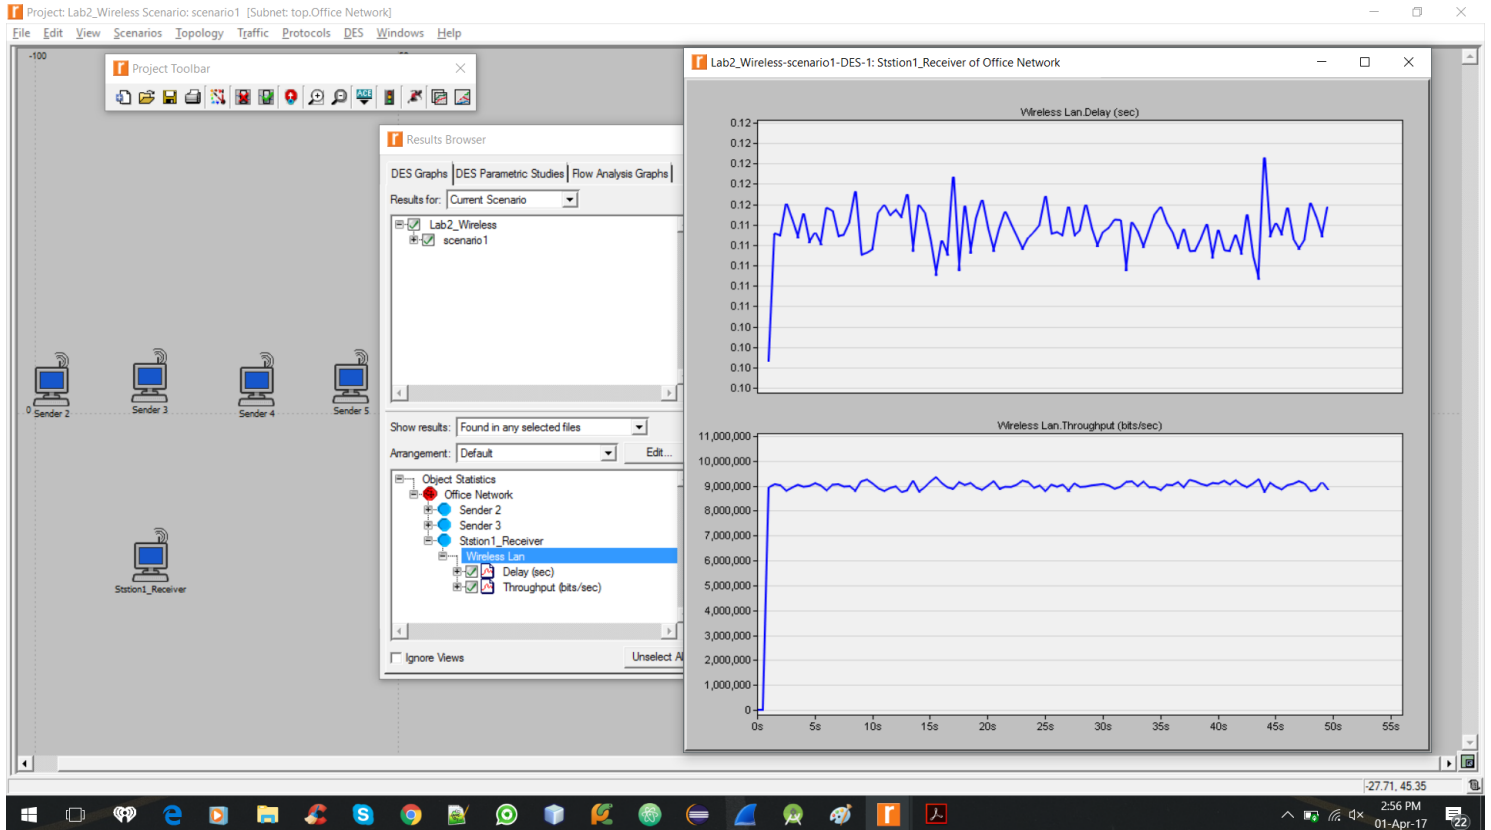 Project: Lab2_Wireless Scenario: scenario1 [Subnet: top.Office Network]
File Edit View Scenarios Topology Traffic Protocols DES Windows Help
-100
Project Toolbar
ACE
Results Browser
DES Graphs DES Parametric Studies Flow Analysis Graphs
Results for: Current Scenario
Lab2_Wireless
scenario1
Show results: Found in any selected files
Arrangement: Default Edit...
Object Statistics
Office Network
Sender 2
Sender 3
Ststion1_Receiver
Wireless Lan
Delay (sec)
Throughput (bits/sec)
Ignore Views Unselect Al
0
Sender 2
Sender 3
Sender 4
Sender 5
Ststion1_Receiver
Lab2_Wireless-scenario1-DES-1: Ststion1_Receiver of Office Network
Wireless Lan.Delay (sec)
0.12
0.12
0.12
0.12
0.12
0.11
0.11
0.11
0.11
0.11
0.10
0.10
0.10
0.10
Wireless Lan.Throughput (bits/sec)
11,000,000
10,000,000
9,000,000
8,000,000
7,000,000
6,000,000
5,000,000
4,000,000
3,000,000
2,000,000
1,000,000
0
0s 5s 10s 15s 20s 25s 30s 35s 40s 45s 50s 55s
-27.71, 45.35
2:56 PM
01-Apr-17
22